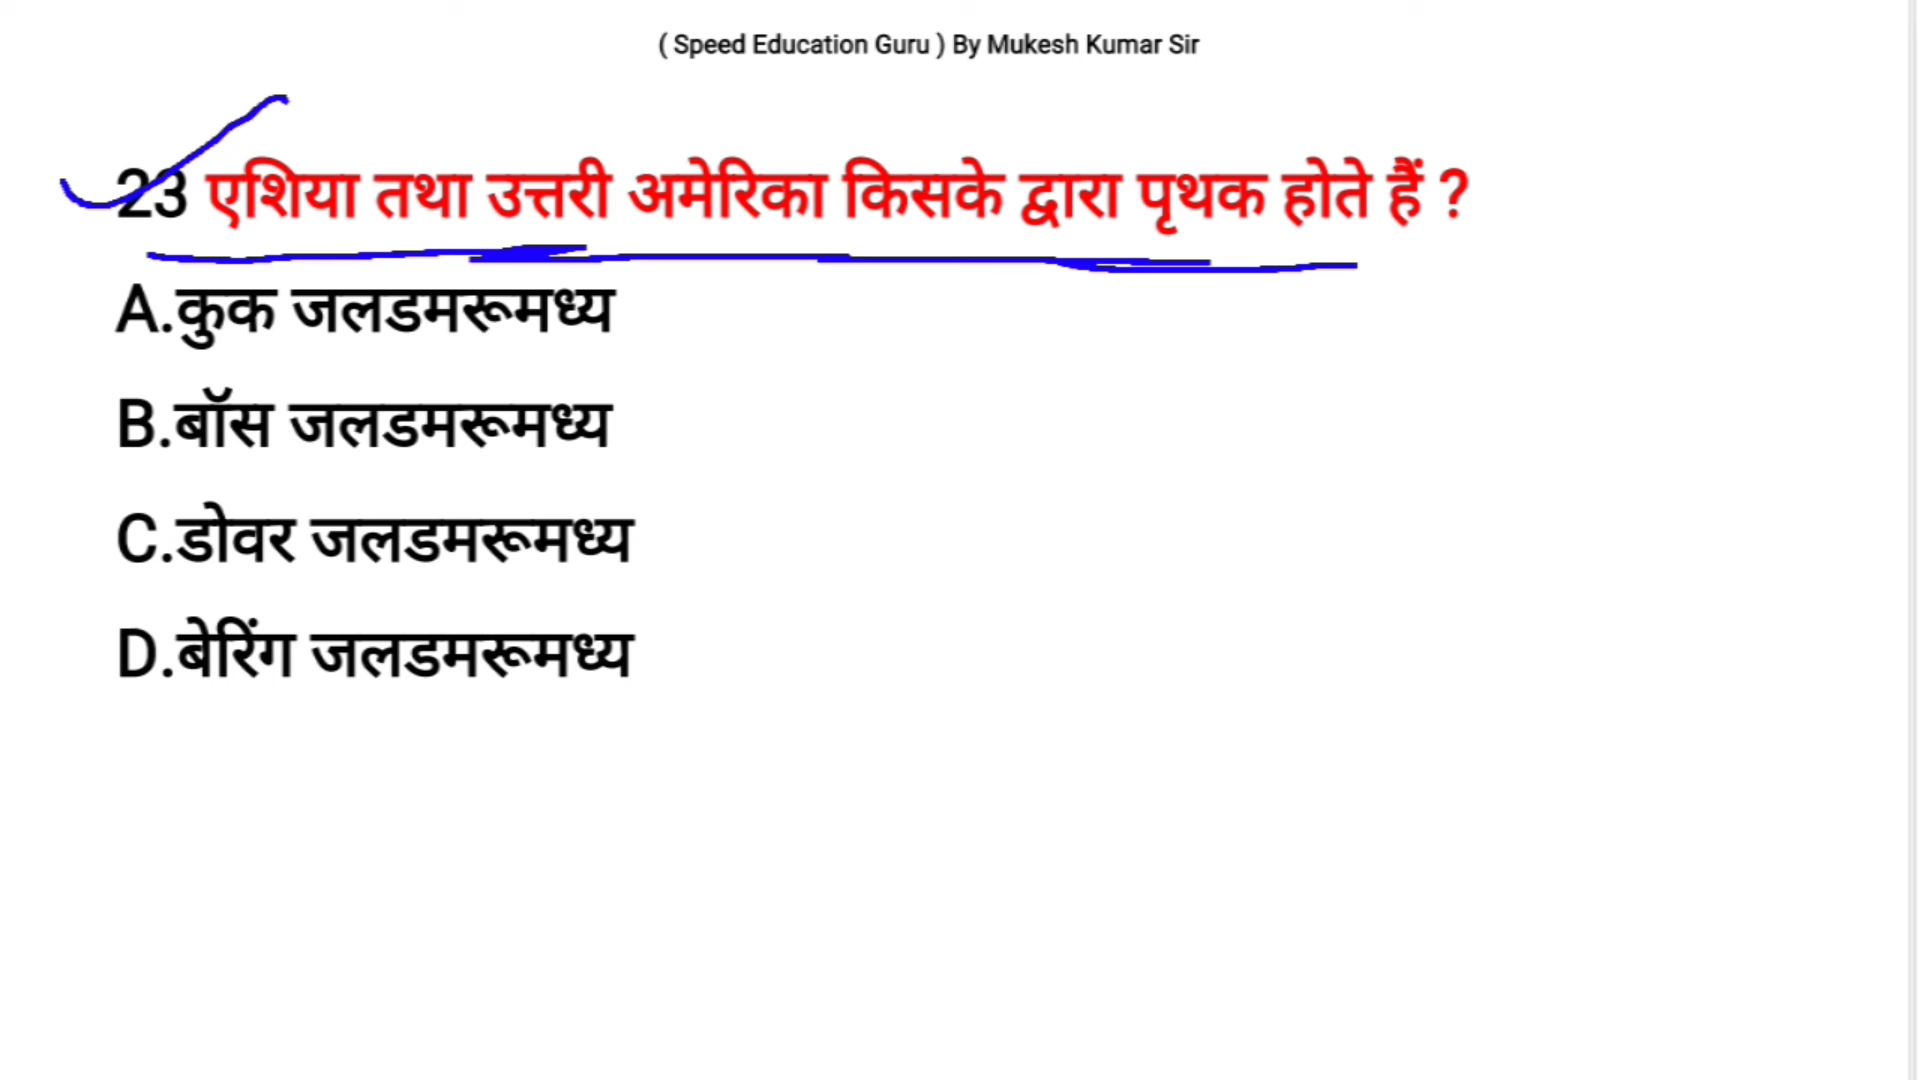 ( Speed Education Guru ) By Mukesh Kumar Sir
23 एशिया तथा उत्तरी अमेरिका किसके द्वारा पृथक होते हैं ?
A.कुक जलडमरूमध्य
B.बॉस जलडमरूमध्य
C.डोवर जलडमरूमध्य
D.बेरिंग जलडमरूमध्य